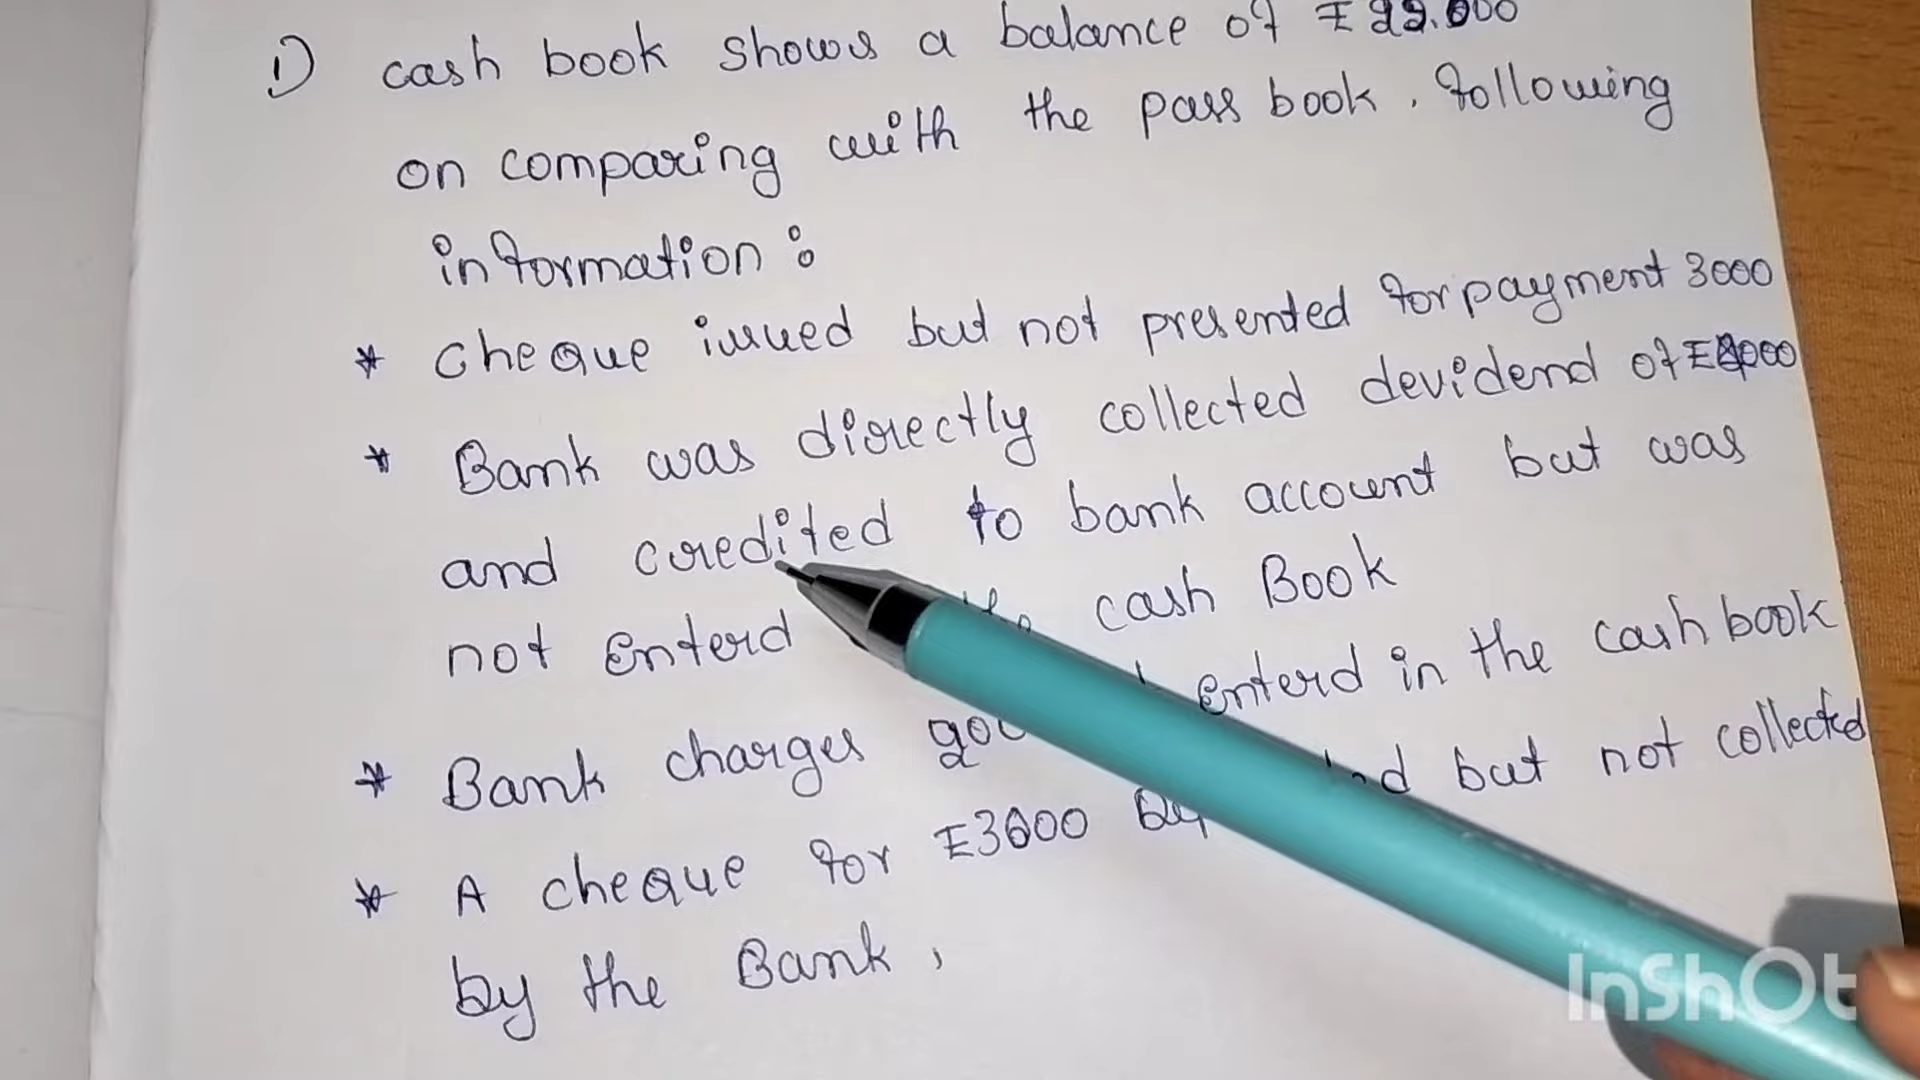 1) cash book shows a balance of
on comparing with the pass book, following
information :
* cheque issued but not presented for payment 3000
* Bank was directly collected devidend of
and credited to bank account but was
not enterd cash Book
* Bank charges enterd in the cash book
* A cheque for ₹3000 but not collected
by the Bank,
InShOt